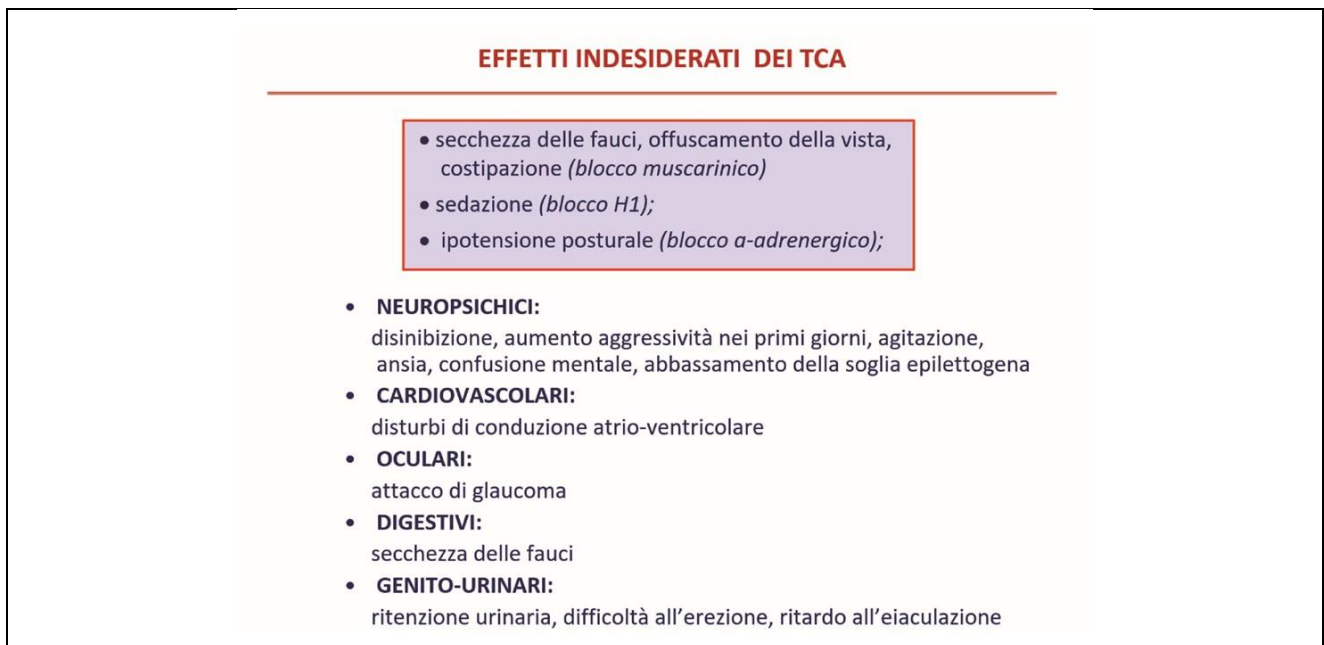 EFFETTI INDESIDERATI DEI TCA
• secchezza delle fauci, offuscamento della vista,
costipazione (blocco muscarinico)
• sedazione (blocco H1);
• ipotensione posturale (blocco a-adrenergico);
• NEUROPSICHICI:
disinibizione, aumento aggressività nei primi giorni, agitazione,
ansia, confusione mentale, abbassamento della soglia epilettogena
• CARDIOVASCOLARI:
disturbi di conduzione atrio-ventricolare
• OCULARI:
attacco di glaucoma
• DIGESTIVI:
secchezza delle fauci
• GENITO-URINARI:
ritenzione urinaria, difficoltà all'erezione, ritardo all'eiaculazione